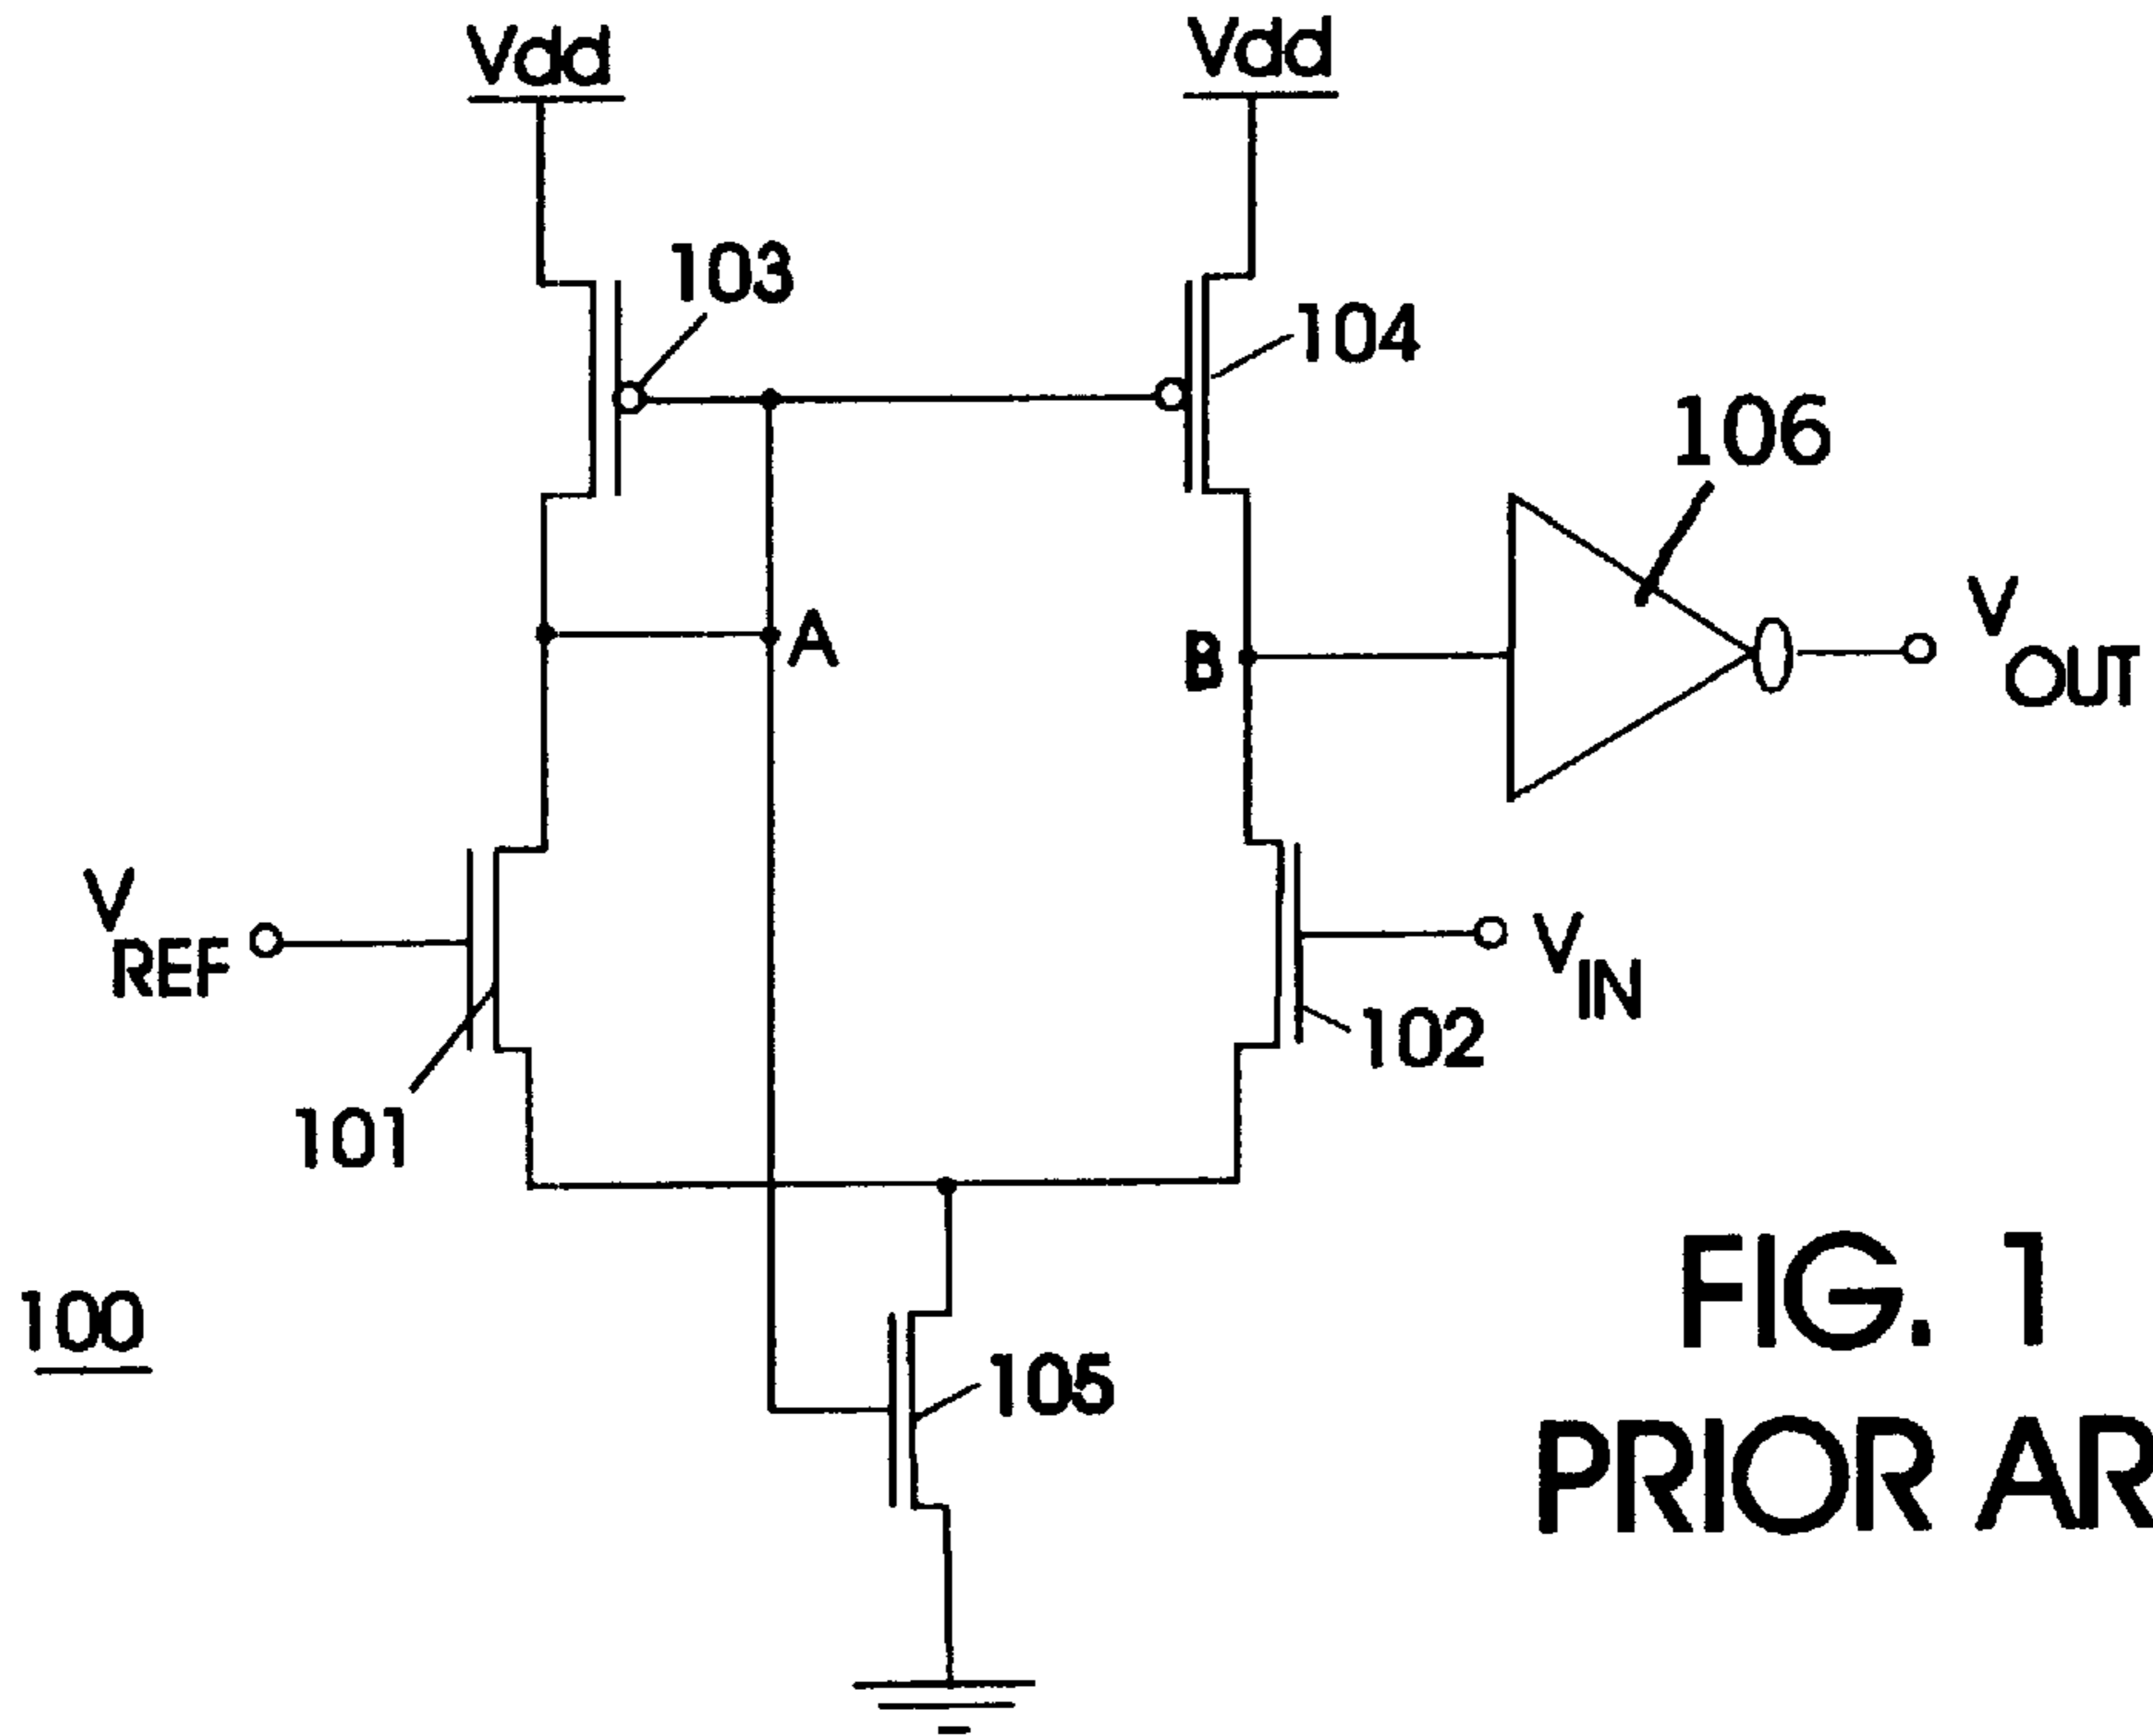 Vdd
Vdd
103
104
106
A
B
VOUT
VREF
VIN
102
101
100
105
FIG. 1
PRIOR AR